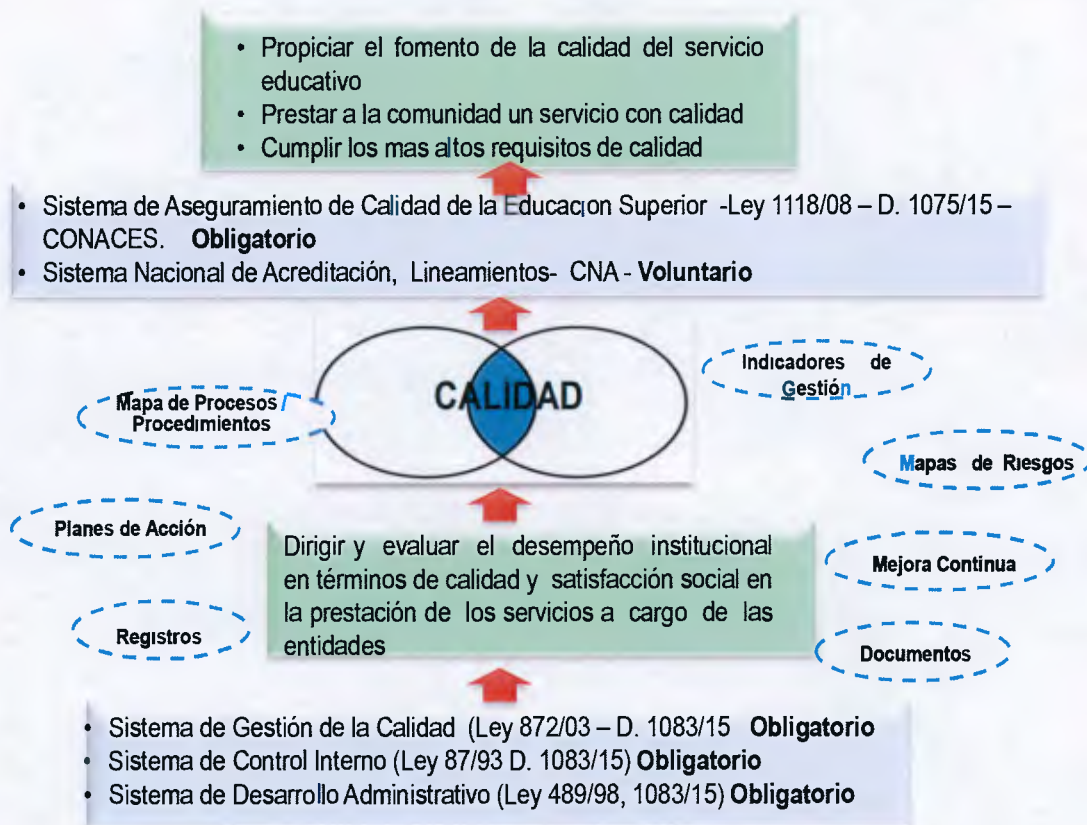 • Propiciar el fomento de la calidad del servicio
educativo
• Prestar a la comunidad un servicio con calidad
• Cumplir los mas altos requisitos de calidad
• Sistema de Aseguramiento de Calidad de la Educacion Superior -Ley 1118/08 – D. 1075/15 –
CONACES. Obligatorio
• Sistema Nacional de Acreditación, Lineamientos- CNA - Voluntario
CALIDAD
Indicadores de
Gestión
Mapa de Procesos /
Procedimientos
Mapas de Riesgos
Planes de Acción
Dirigir y evaluar el desempeño institucional
en términos de calidad y satisfacción social en
la prestación de los servicios a cargo de las
entidades
Mejora Continua
Registros
Documentos
• Sistema de Gestión de la Calidad (Ley 872/03 – D. 1083/15 Obligatorio
• Sistema de Control Interno (Ley 87/93 D. 1083/15) Obligatorio
• Sistema de Desarrollo Administrativo (Ley 489/98, 1083/15) Obligatorio